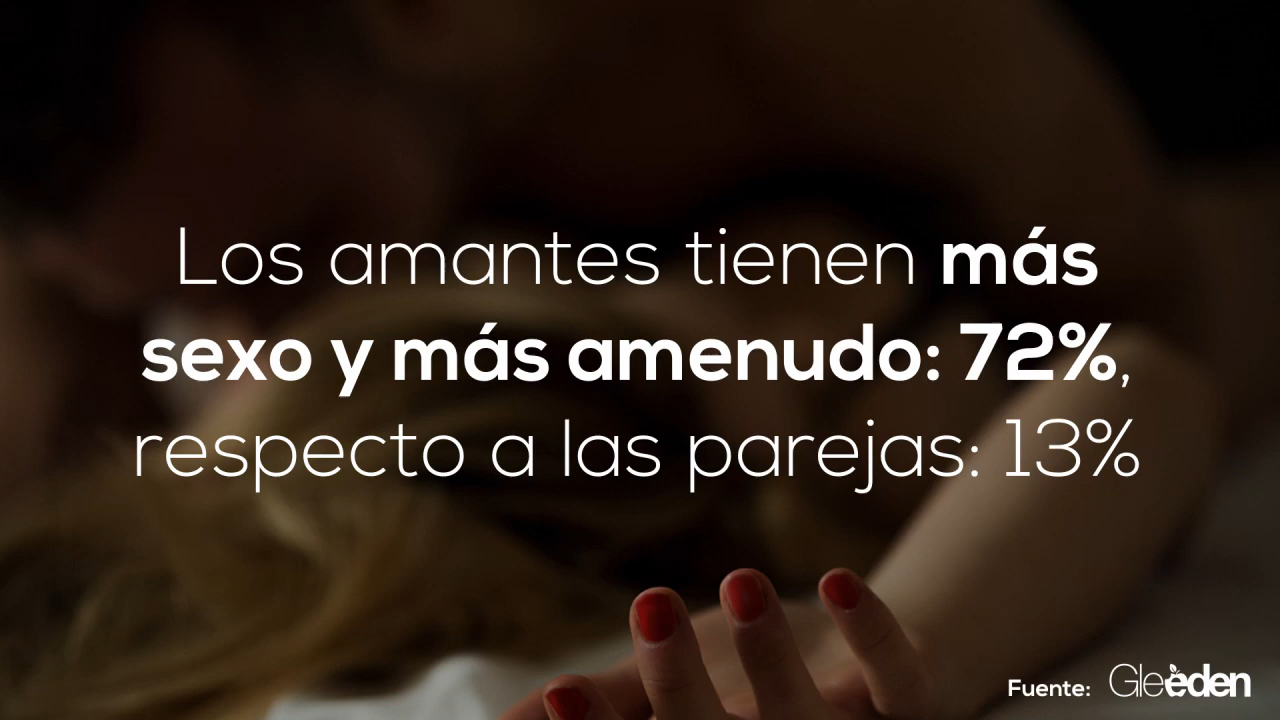 Los amantes tienen más
sexo y más amenudo: 72%,
respecto a las parejas: 13%
Fuente: Gleeden